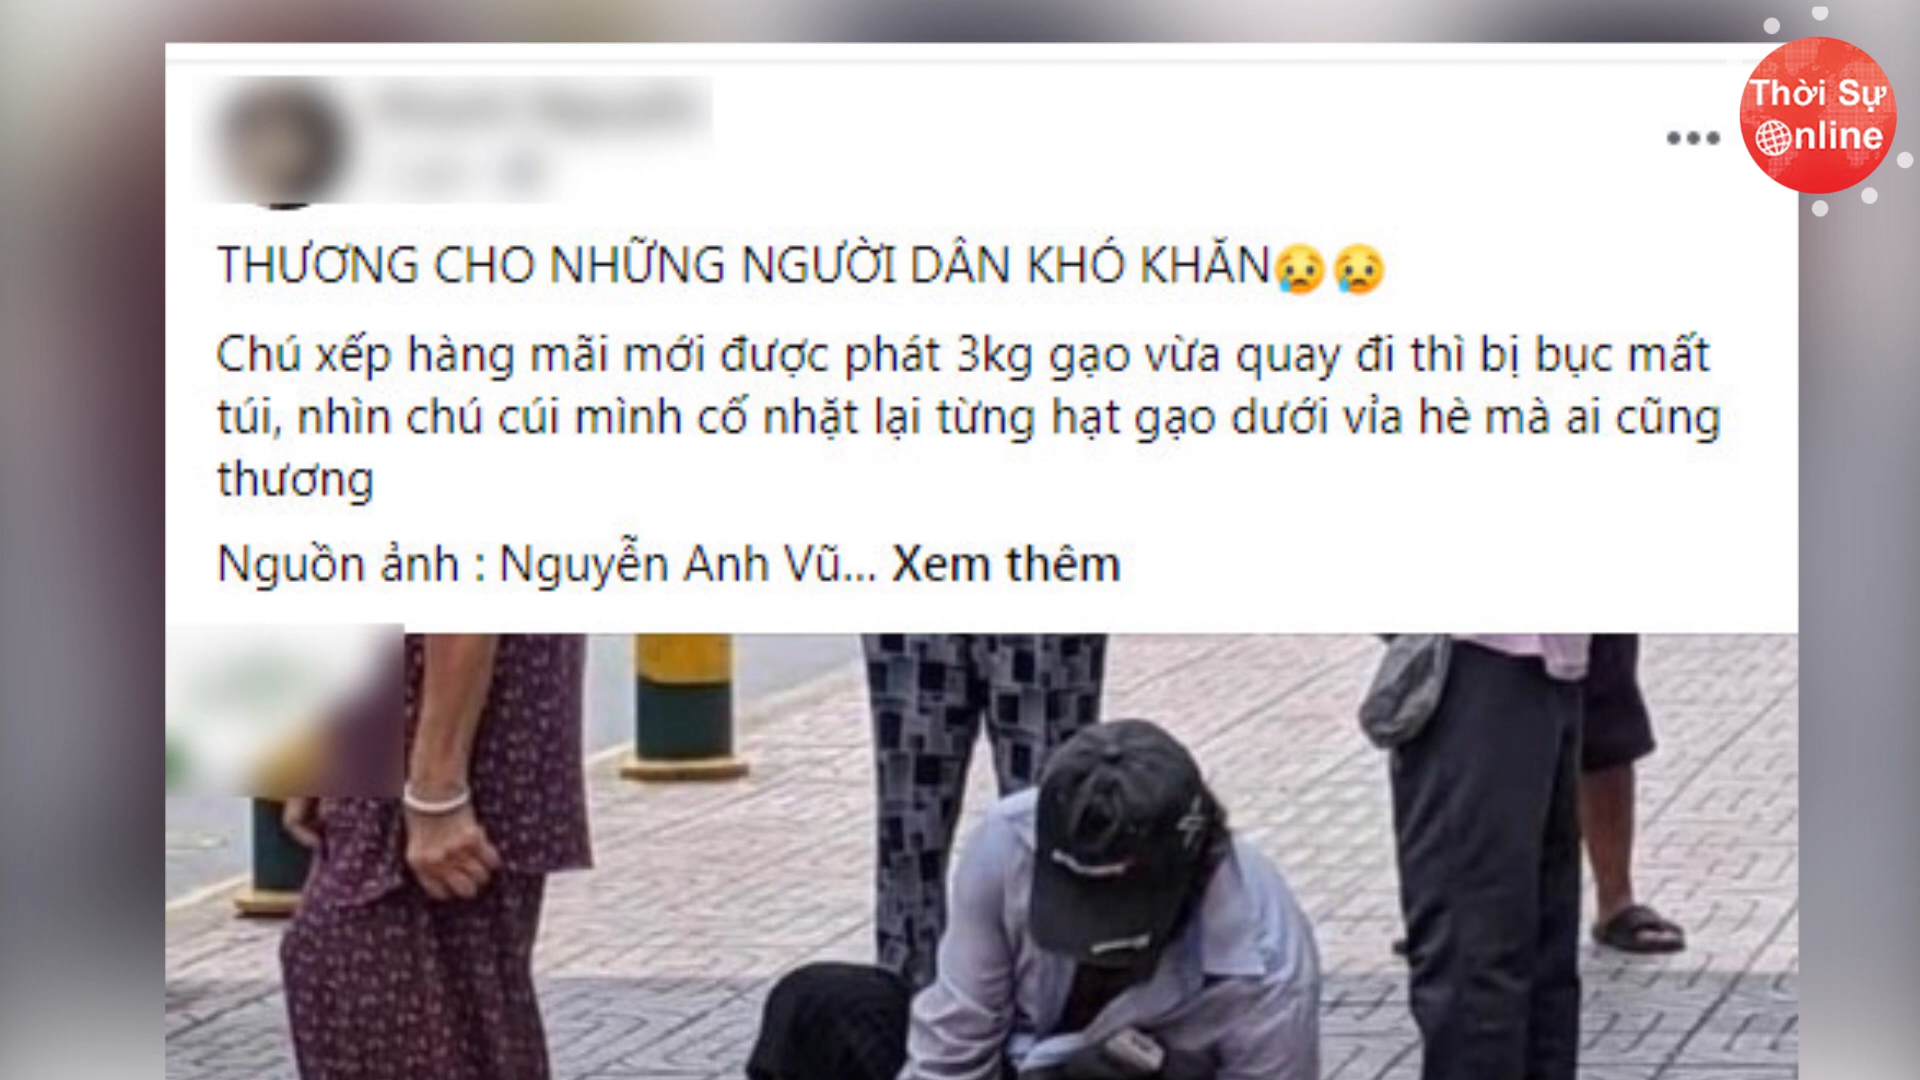 Thời Sự
Online
THƯƠNG CHO NHỮNG NGƯỜI DÂN KHÓ KHĂN😥😥
Chú xếp hàng mãi mới được phát 3kg gạo vừa quay đi thì bị bục mất
túi, nhìn chú cúi mình cố nhặt lại từng hạt gạo dưới vỉa hè mà ai cũng
thương
Nguồn ảnh : Nguyễn Anh Vũ... Xem thêm